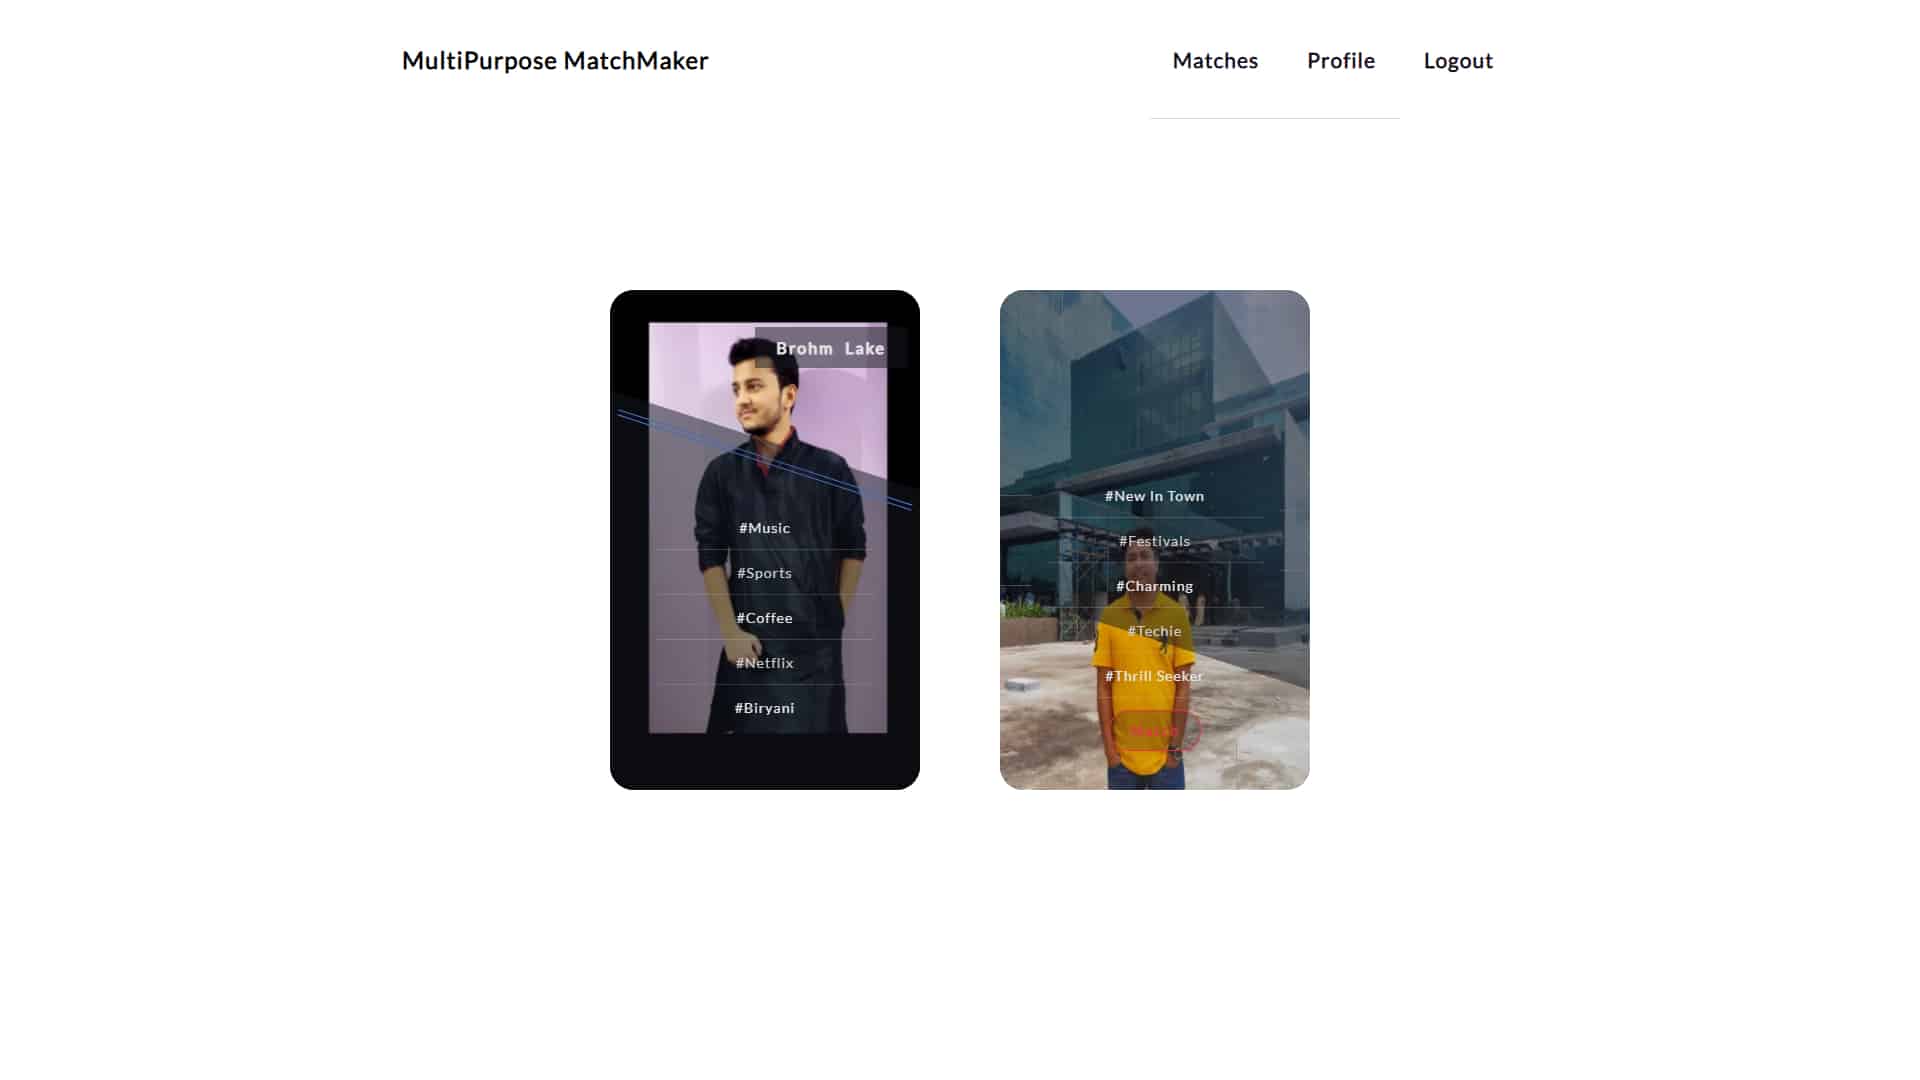 MultiPurpose MatchMaker
Matches Profile Logout
Brohm Lake
#Music
#Sports
#Coffee
#Netflix
#Biryani
#New In Town
#Festivals
#Charming
#Techie
#Thrill Seeker